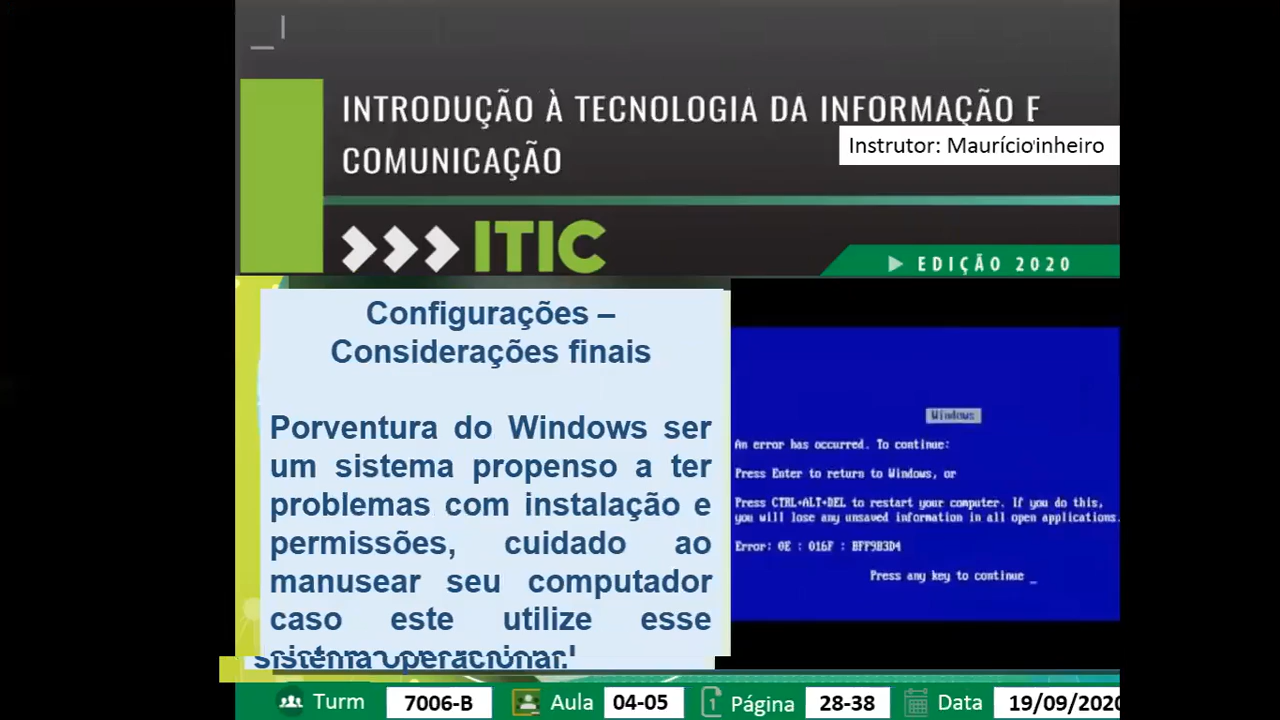 INTRODUÇÃO À TECNOLOGIA DA INFORMAÇÃO E
COMUNICAÇÃO
Instrutor: Maurício inheiro
ITIC
EDIÇÃO 2020
Configurações –
Considerações finais
Porventura do Windows ser
um sistema propenso a ter
problemas com instalação e
permissões, cuidado ao
manusear seu computador
caso este utilize esse
sistema operacional!
Windows
An error has occurred. To continue:
Press Enter to return to Windows, or
Press CTRL+ALT+DEL to restart your computer. If you do this,
you will lose any unsaved information in all open applications.
Error: 0E : 016F : BFF9B3D4
Press any key to continue _
Turm 7006-B Aula 04-05 Página 28-38 Data 19/09/2020